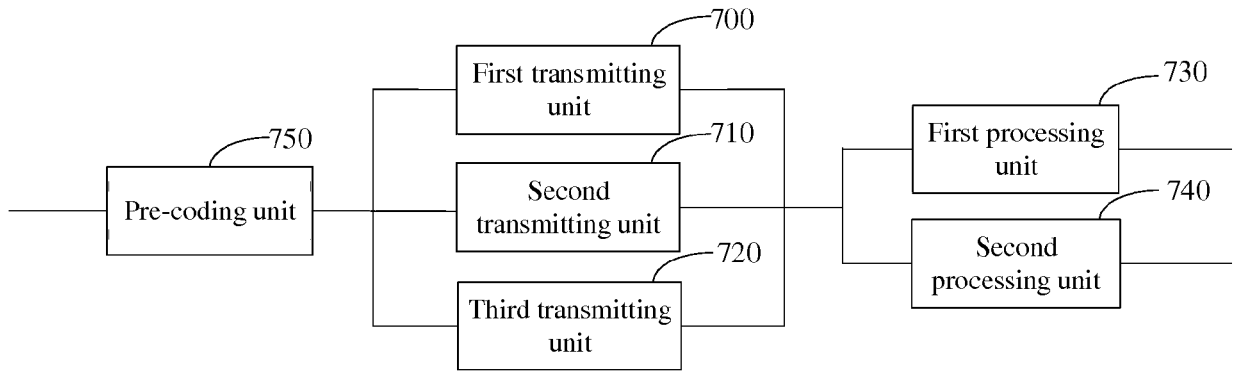 700
First transmitting
unit
730
710
First processing
unit
750
Pre-coding unit
Second
transmitting unit
740
720
Second
processing unit
Third transmitting
unit